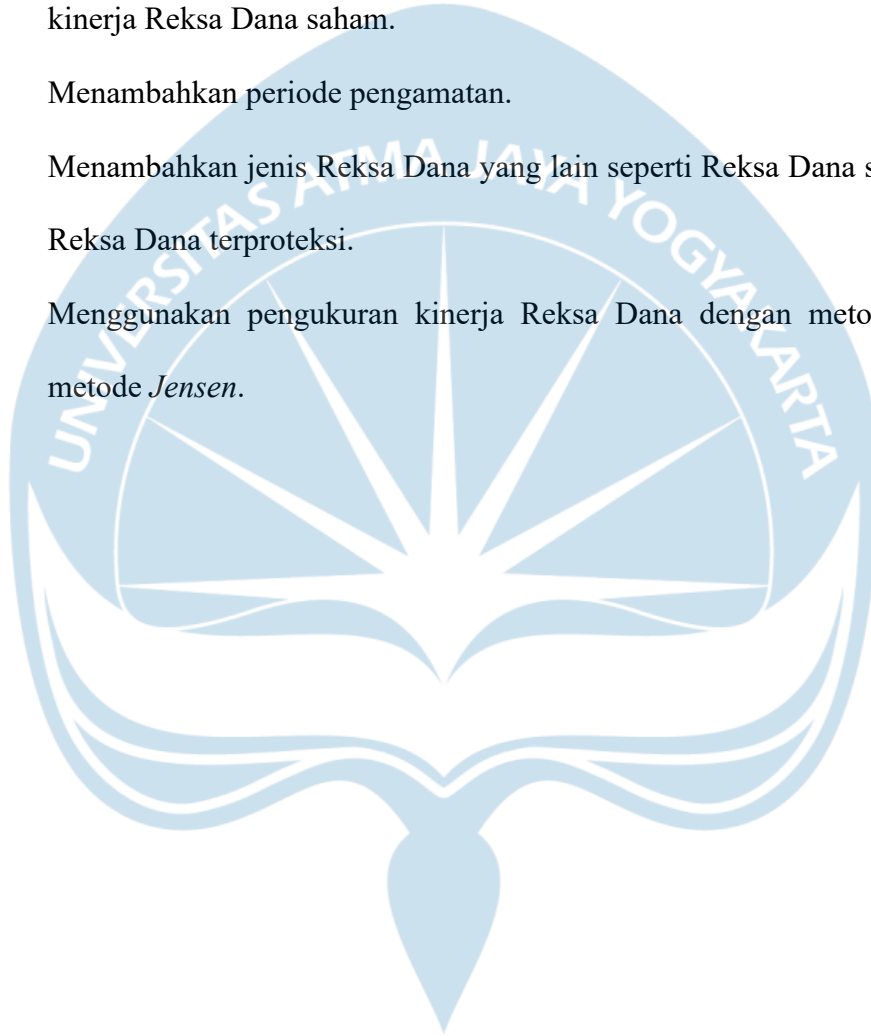 kinerja Reksa Dana saham.
Menambahkan periode pengamatan.
Menambahkan jenis Reksa Dana yang lain seperti Reksa Dana
Reksa Dana terproteksi.
Menggunakan pengukuran kinerja Reksa Dana dengan
metode Jensen.
UNIVERSITAS ATMA JAYA YOGYAKARTA